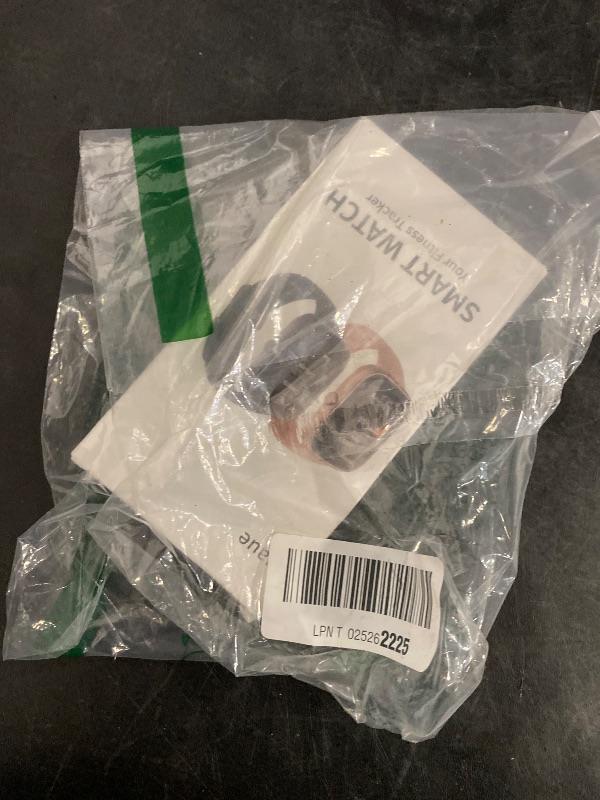 SMART WATCH
Your Fitness Tracker
LPN T 025262225